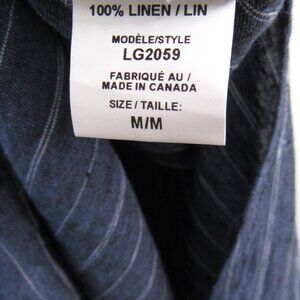 100% LINEN / LIN
MODÈLE/STYLE
LG2059
FABRIQUÉ AU /
MADE IN CANADA
SIZE / TAILLE:
M/M